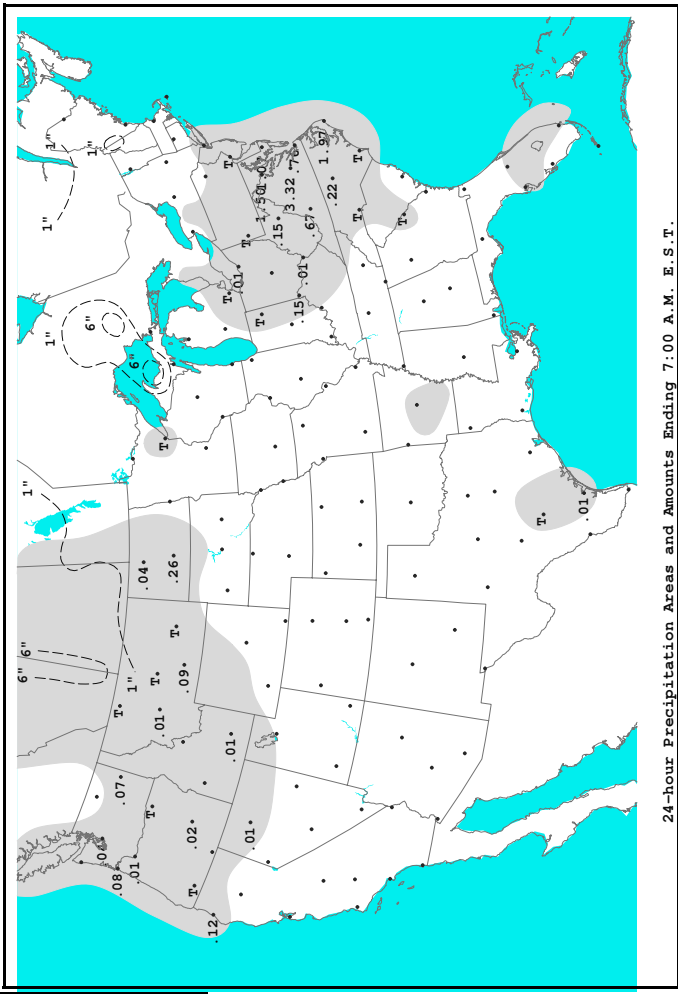 6"
6"
1"
1"
1"
1"
6"
1"
.08
T
.07
1"
.01
6"
.04
T
T
.01
T
.26
T
.09
.02
T
.12
T
T
.01
.01
T
.01
1.50
T
.15
3.32
.15
.01
.67
1.97
.22
T
T
T
T
.01
24-hour Precipitation Areas and Amounts Ending 7:00 A.M. E.S.T.